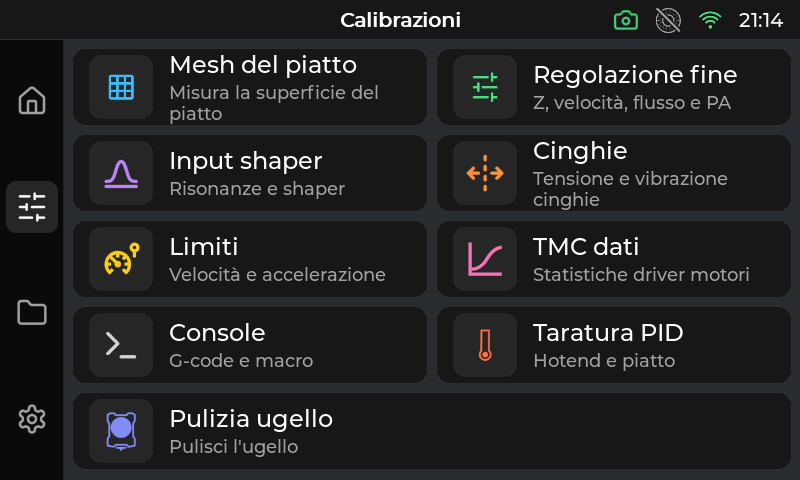 Calibrazioni
21:14
Mesh del piatto
Misura la superficie del
piatto
Regolazione fine
Z, velocità, flusso e PA
Input shaper
Risonanze e shaper
Cinghie
Tensione e vibrazione
cinghie
Limiti
Velocità e accelerazione
TMC dati
Statistiche driver motori
Console
G-code e macro
Taratura PID
Hotend e piatto
Pulizia ugello
Pulisci l'ugello